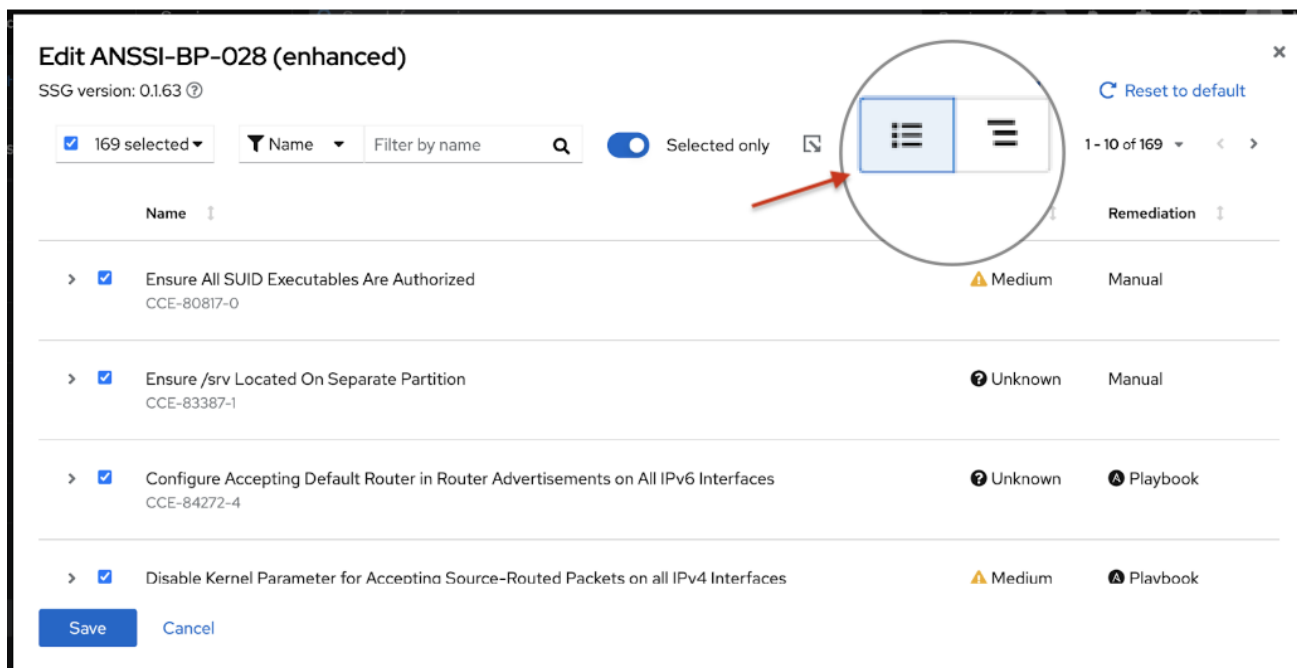 Edit ANSSI-BP-028 (enhanced)
SSG version: 0.1.63
Reset to default
169 selected
Name
Filter by name
Selected only
1 - 10 of 169
Name
Remediation
Ensure All SUID Executables Are Authorized
Medium
Manual
CCE-80817-0
Ensure /srv Located On Separate Partition
Unknown
Manual
CCE-83387-1
Configure Accepting Default Router in Router Advertisements on All IPv6 Interfaces
Unknown
Playbook
CCE-84272-4
Disable Kernel Parameter for Accepting Source-Routed Packets on all IPv4 Interfaces
Medium
Playbook
Save
Cancel